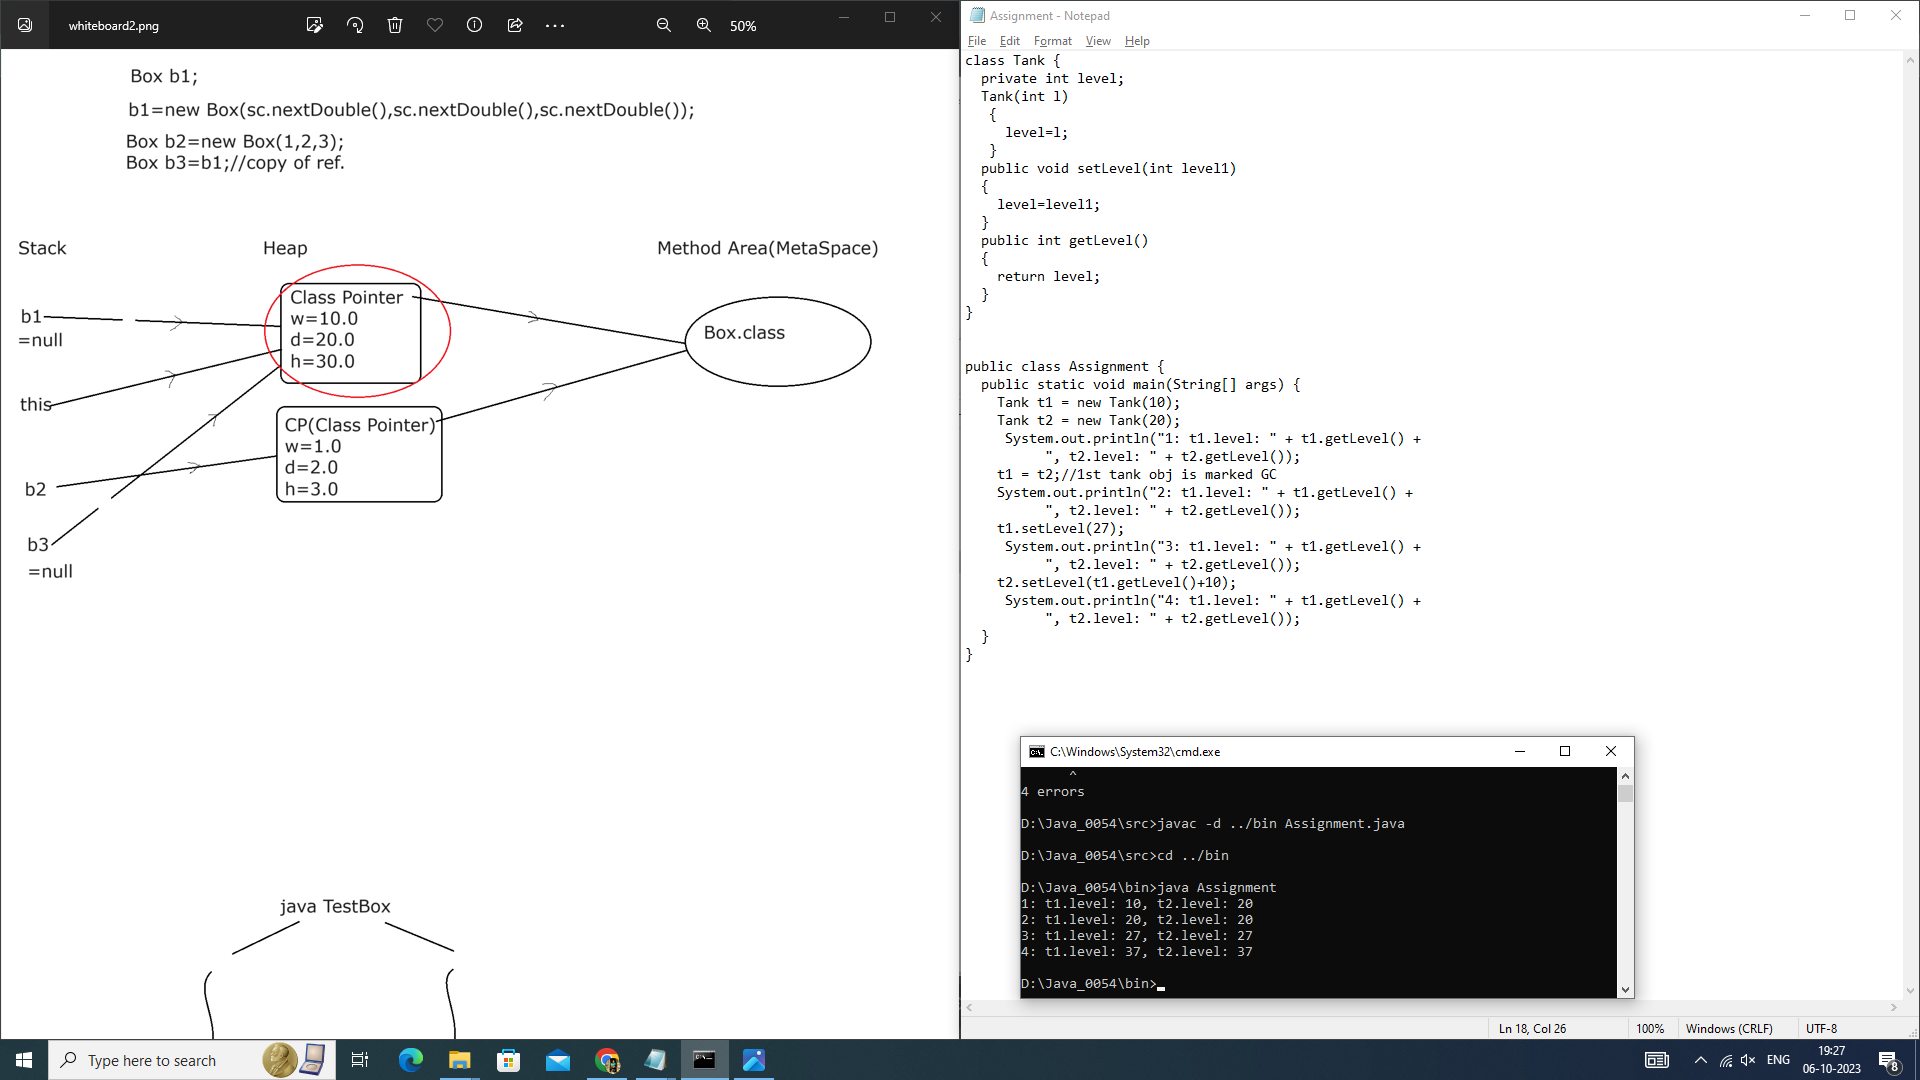 whiteboard2.png
50%
Box b1;
b1=new Box(sc.nextDouble(),sc.nextDouble(),sc.nextDouble());
Box b2=new Box(1,2,3);
Box b3=b1;//copy of ref.
Stack
Heap
Method Area(MetaSpace)
b1
=null
this
b2
b3
=null
Class Pointer
w=10.0
d=20.0
h=30.0
CP(Class Pointer)
w=1.0
d=2.0
h=3.0
Box.class
java TestBox
Assignment - Notepad
File Edit Format View Help
class Tank {
  private int level;
  Tank(int l)
   {
     level=l;
   }
  public void setLevel(int level1)
  {
    level=level1;
  }
  public int getLevel()
  {
    return level;
  }
}
public class Assignment {
  public static void main(String[] args) {
    Tank t1 = new Tank(10);
    Tank t2 = new Tank(20);
     System.out.println("1: t1.level: " + t1.getLevel() +
          ", t2.level: " + t2.getLevel());
    t1 = t2;//1st tank obj is marked GC
    System.out.println("2: t1.level: " + t1.getLevel() +
          ", t2.level: " + t2.getLevel());
    t1.setLevel(27);
     System.out.println("3: t1.level: " + t1.getLevel() +
          ", t2.level: " + t2.getLevel());
    t2.setLevel(t1.getLevel()+10);
     System.out.println("4: t1.level: " + t1.getLevel() +
          ", t2.level: " + t2.getLevel());
  }
}
C:\Windows\System32\cmd.exe
      ^
4 errors
D:\Java_0054\src>javac -d ../bin Assignment.java
D:\Java_0054\src>cd ../bin
D:\Java_0054\bin>java Assignment
1: t1.level: 10, t2.level: 20
2: t1.level: 20, t2.level: 20
3: t1.level: 27, t2.level: 27
4: t1.level: 37, t2.level: 37
D:\Java_0054\bin>
Ln 18, Col 26 100% Windows (CRLF) UTF-8
Type here to search
ENG
19:27
06-10-2023
8